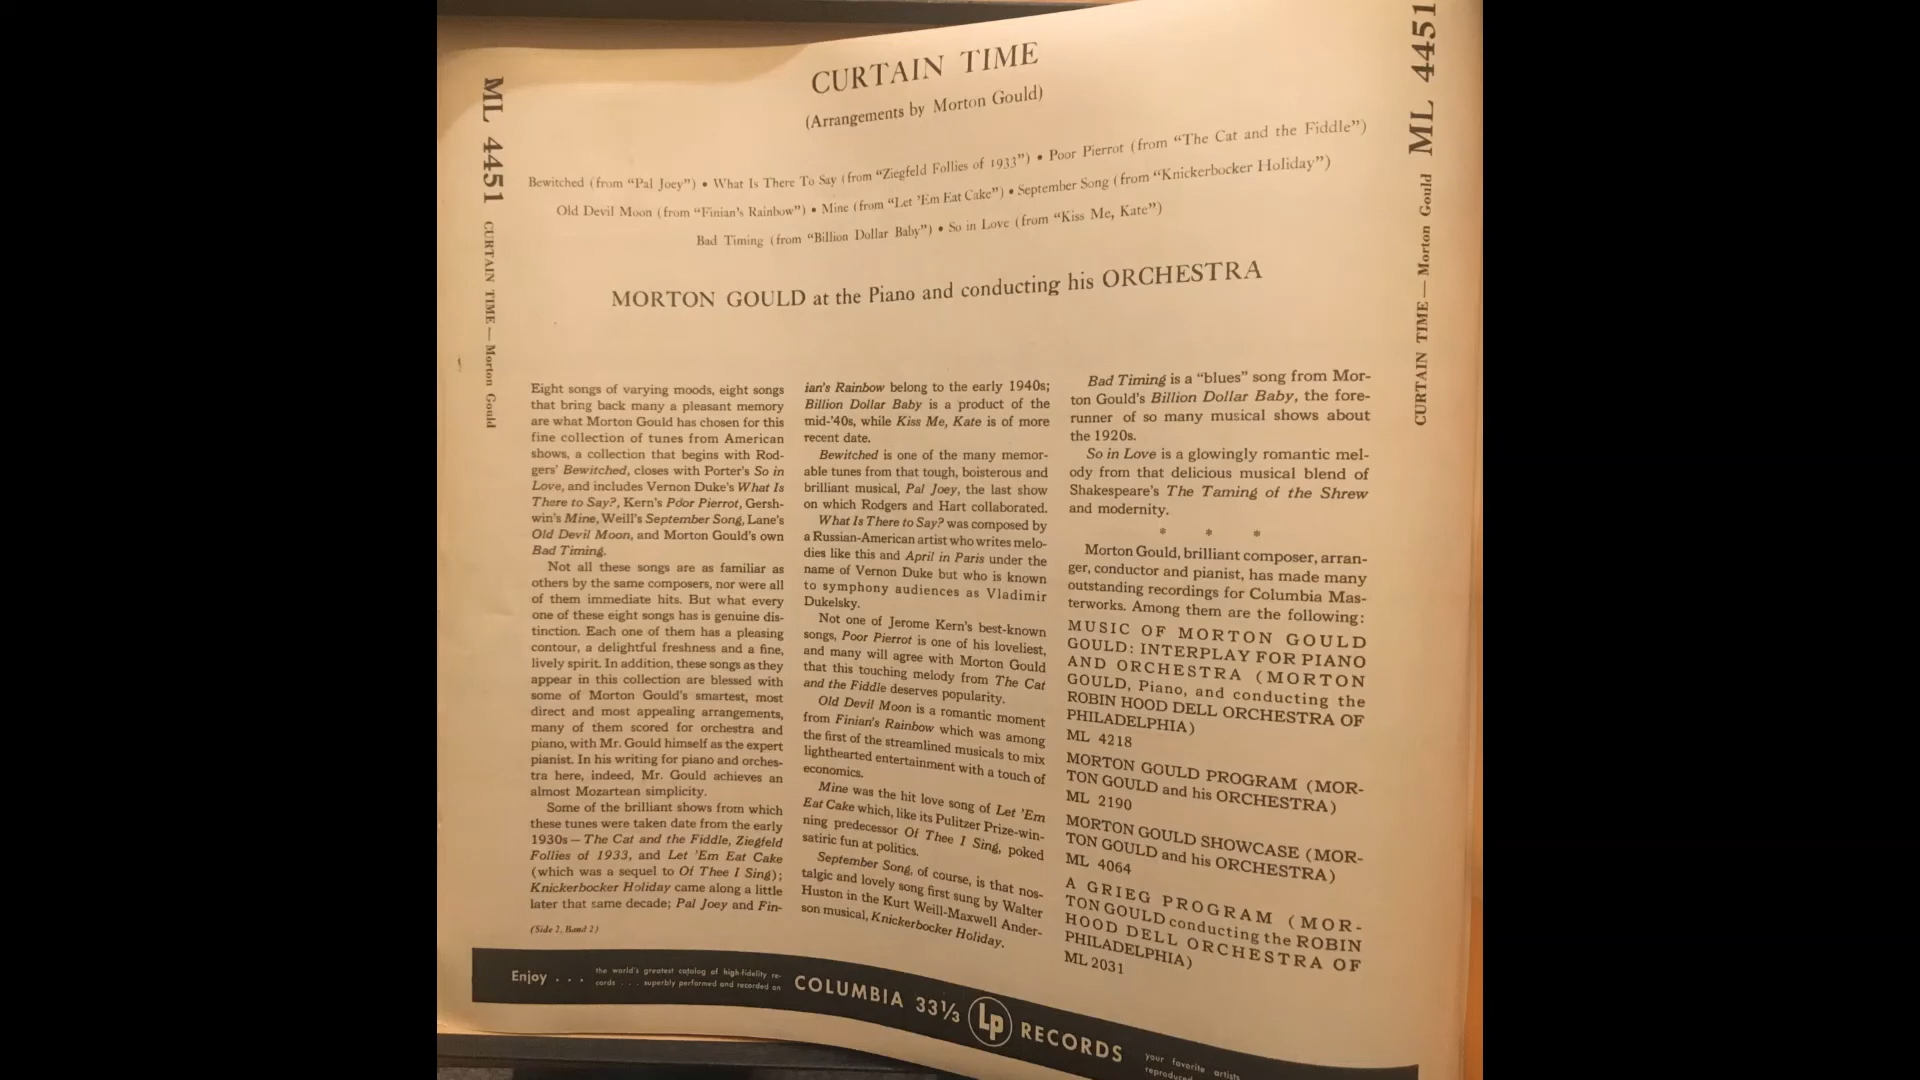 CURTAIN TIME
(Arrangements by Morton Gould)
Bewitched (from “Pal Joey”) • What Is There To Say (from “Ziegfeld Follies of 1933”) • Poor Pierrot (from “The Cat and the Fiddle”)
Old Devil Moon (from “Finian’s Rainbow”) • Mine (from “Let ’Em Eat Cake”) • September Song (from “Knickerbocker Holiday”)
Bad Timing (from “Billion Dollar Baby”) • So in Love (from “Kiss Me, Kate”)
MORTON GOULD at the Piano and conducting his ORCHESTRA
ML 4451 CURTAIN TIME — Morton Gould
Eight songs of varying moods, eight songs
that bring back many a pleasant memory
are what Morton Gould has chosen for this
fine collection of tunes from American
shows, a collection that begins with Rod-
gers’ Bewitched, closes with Porter’s So in
Love, and includes Vernon Duke’s What Is
There to Say?, Kern’s Poor Pierrot, Gersh-
win’s Mine, Weill’s September Song, Lane’s
Old Devil Moon, and Morton Gould’s own
Bad Timing.
Not all these songs are as familiar as
others by the same composers, nor were all
of them immediate hits. But what every
one of these eight songs has is genuine dis-
tinction. Each one of them has a pleasing
contour, a delightful freshness and a fine,
lively spirit. In addition, these songs as they
appear in this collection are blessed with
some of Morton Gould’s smartest, most
direct and most appealing arrangements,
many of them scored for orchestra and
piano, with Mr. Gould himself as the expert
pianist. In his writing for piano and orches-
tra here, indeed, Mr. Gould achieves an
almost Mozartean simplicity.
Some of the brilliant shows from which
these tunes were taken date from the early
1930s — The Cat and the Fiddle, Ziegfeld
Follies of 1933, and Let ’Em Eat Cake
(which was a sequel to Of Thee I Sing);
Knickerbocker Holiday came along a little
later that same decade; Pal Joey and Fin-
(Side 2, Band 2)
ian’s Rainbow belong to the early 1940s;
Billion Dollar Baby is a product of the
mid-’40s, while Kiss Me, Kate is of more
recent date.
Bewitched is one of the many memor-
able tunes from that tough, boisterous and
brilliant musical, Pal Joey, the last show
on which Rodgers and Hart collaborated.
What Is There to Say? was composed by
a Russian-American artist who writes melo-
dies like this and April in Paris under the
name of Vernon Duke but who is known
to symphony audiences as Vladimir
Dukelsky.
Not one of Jerome Kern’s best-known
songs, Poor Pierrot is one of his loveliest,
and many will agree with Morton Gould
that this touching melody from The Cat
and the Fiddle deserves popularity.
Old Devil Moon is a romantic moment
from Finian’s Rainbow which was among
the first of the streamlined musicals to mix
lighthearted entertainment with a touch of
economics.
Mine was the hit love song of Let ’Em
Eat Cake which, like its Pulitzer Prize-win-
ning predecessor Of Thee I Sing, poked
satiric fun at politics.
September Song, of course, is that nos-
talgic and lovely song first sung by Walter
Huston in the Kurt Weill-Maxwell Ander-
son musical, Knickerbocker Holiday.
Bad Timing is a “blues” song from Mor-
ton Gould’s Billion Dollar Baby, the fore-
runner of so many musical shows about
the 1920s.
So in Love is a glowingly romantic mel-
ody from that delicious musical blend of
Shakespeare’s The Taming of the Shrew
and modernity.
* * *
Morton Gould, brilliant composer, arran-
ger, conductor and pianist, has made many
outstanding recordings for Columbia Mas-
terworks. Among them are the following:
MUSIC OF MORTON GOULD
GOULD: INTERPLAY FOR PIANO
AND ORCHESTRA (MORTON
GOULD, Piano, and conducting the
ROBIN HOOD DELL ORCHESTRA OF
PHILADELPHIA)
ML 4218
MORTON GOULD PROGRAM (MOR-
TON GOULD and his ORCHESTRA)
ML 2190
MORTON GOULD SHOWCASE (MOR-
TON GOULD and his ORCHESTRA)
ML 4064
A GRIEG PROGRAM (MOR-
TON GOULD conducting the ROBIN
HOOD DELL ORCHESTRA OF
PHILADELPHIA)
ML 2031
CURTAIN TIME — Morton Gould ML 4451
Enjoy . . . the world’s greatest catalog of high-fidelity re-
cords . . . superbly performed and recorded on
COLUMBIA 33⅓ Lp RECORDS
your favorite artists
reproduced